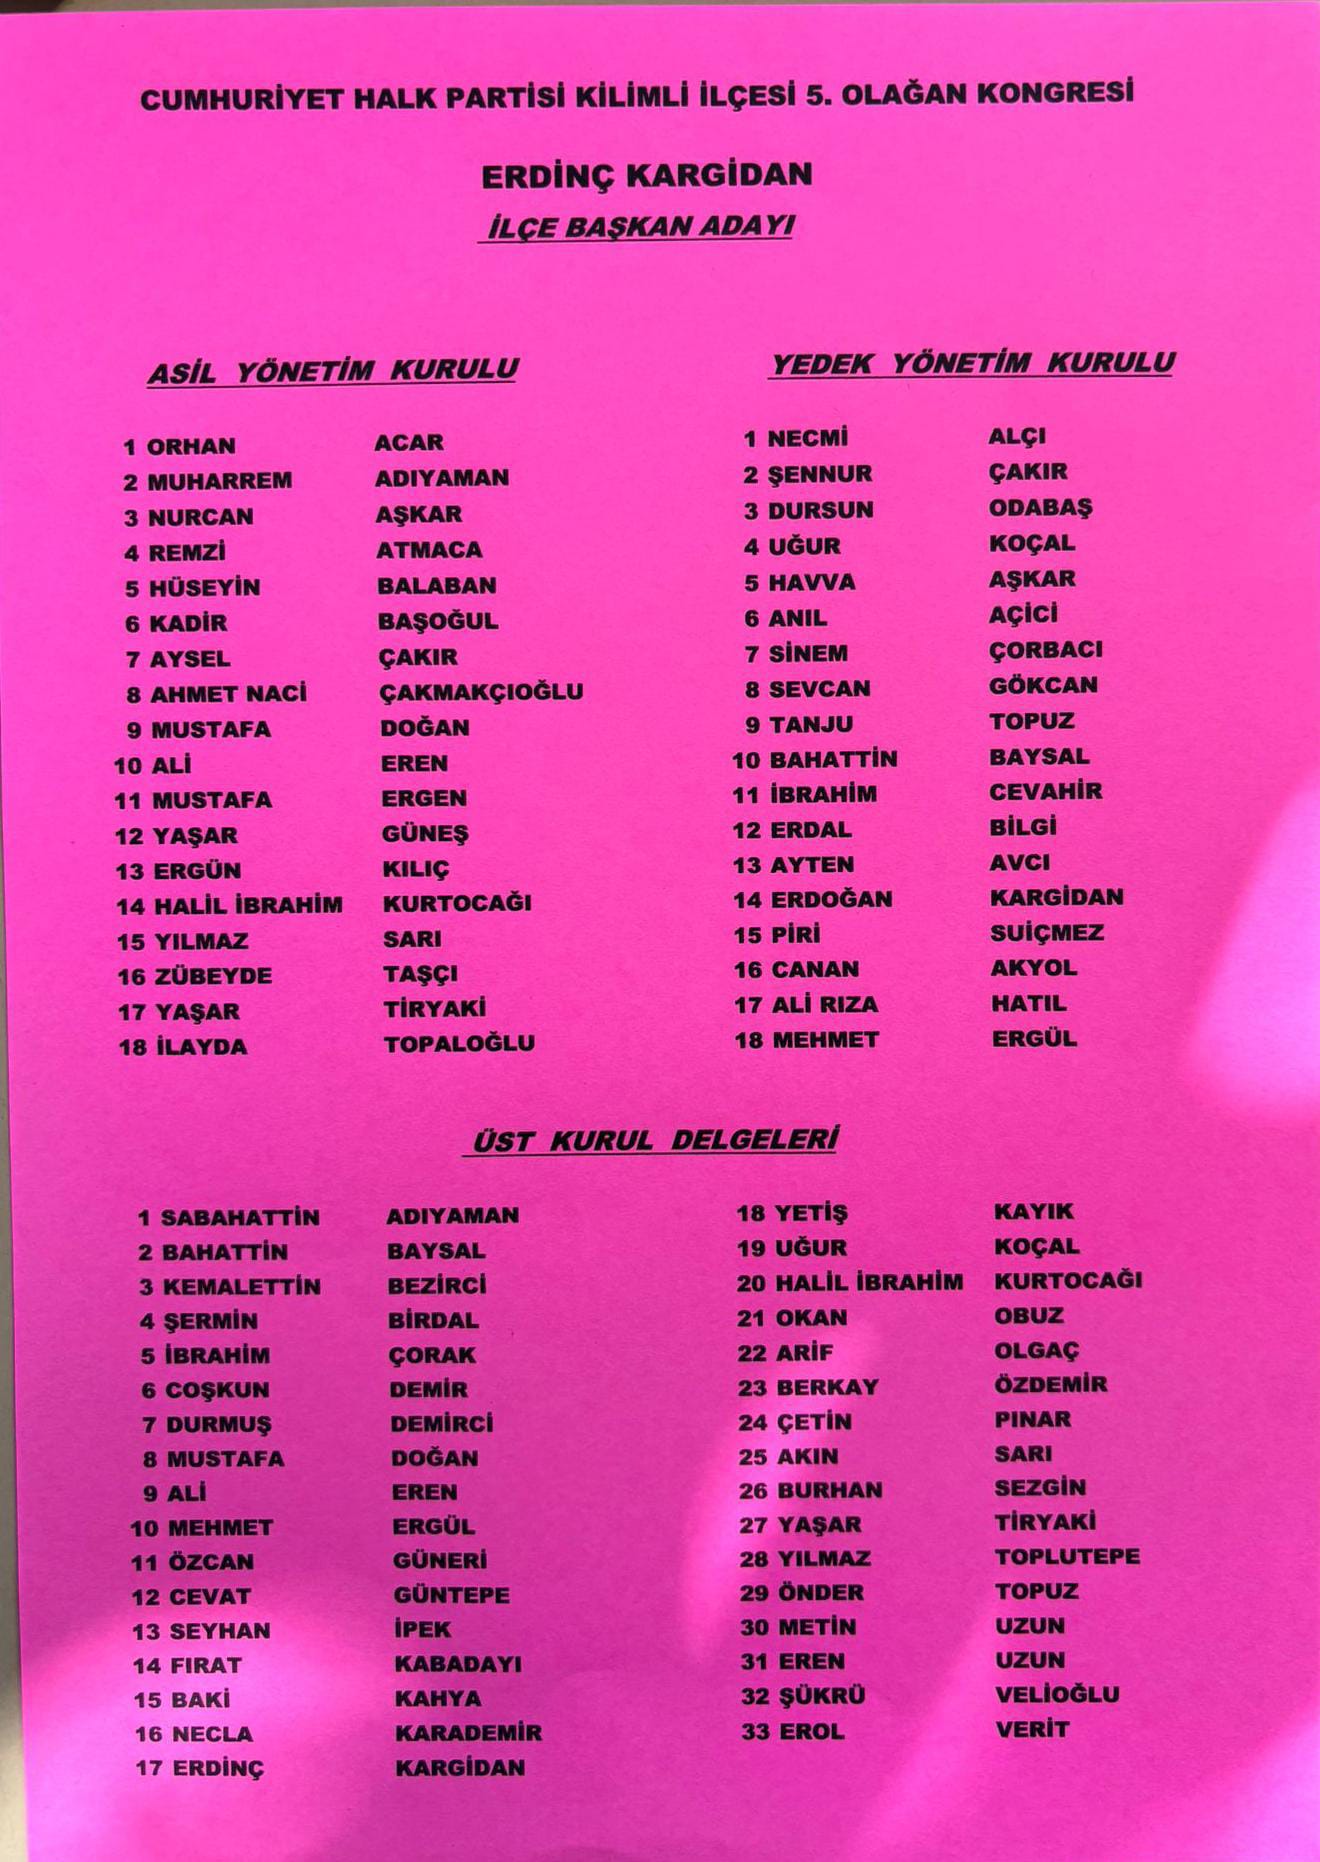 CUMHURİYET HALK PARTİSİ KİLİMLİ İLÇESİ 5. OLAĞAN KONGRESİ
ERDİNÇ KARGİDAN
İLÇE BAŞKAN ADAYI
ASİL YÖNETİM KURULU
1 ORHAN ACAR
2 MUHARREM ADIYAMAN
3 NURCAN AŞKAR
4 REMZİ ATMACA
5 HÜSEYİN BALABAN
6 KADİR BAŞOĞUL
7 AYSEL ÇAKIR
8 AHMET NACİ ÇAKMAKÇIOĞLU
9 MUSTAFA DOĞAN
10 ALİ EREN
11 MUSTAFA ERGEN
12 YAŞAR GÜNEŞ
13 ERGÜN KILIÇ
14 HALİL İBRAHİM KURTOCAĞI
15 YILMAZ SARI
16 ZÜBEYDE TAŞÇI
17 YAŞAR TİRYAKİ
18 İLAYDA TOPALOĞLU
YEDEK YÖNETİM KURULU
1 NECMİ ALÇI
2 ŞENNUR ÇAKIR
3 DURSUN ODABAŞ
4 UĞUR KOÇAL
5 HAVVA AŞKAR
6 ANIL AÇİCİ
7 SİNEM ÇORBACI
8 SEVCAN GÖKCAN
9 TANJU TOPUZ
10 BAHATTİN BAYSAL
11 İBRAHİM CEVAHİR
12 ERDAL BİLGİ
13 AYTEN AVCI
14 ERDOĞAN KARGİDAN
15 PİRİ SUİÇMEZ
16 CANAN AKYOL
17 ALİ RIZA HATIL
18 MEHMET ERGÜL
ÜST KURUL DELGELERİ
1 SABAHATTİN ADIYAMAN
2 BAHATTİN BAYSAL
3 KEMALETTİN BEZİRCİ
4 ŞERMİN BİRDAL
5 İBRAHİM ÇORAK
6 COŞKUN DEMİR
7 DURMUŞ DEMİRCİ
8 MUSTAFA DOĞAN
9 ALİ EREN
10 MEHMET ERGÜL
11 ÖZCAN GÜNERİ
12 CEVAT GÜNTEPE
13 SEYHAN İPEK
14 FIRAT KABADAYI
15 BAKİ KAHYA
16 NECLA KARADEMİR
17 ERDİNÇ KARGİDAN
18 YETİŞ KAYIK
19 UĞUR KOÇAL
20 HALİL İBRAHİM KURTOCAĞI
21 OKAN OBUZ
22 ARİF OLGAÇ
23 BERKAY ÖZDEMİR
24 ÇETİN PINAR
25 AKIN SARI
26 BURHAN SEZGİN
27 YAŞAR TİRYAKİ
28 YILMAZ TOPLUTEPE
29 ÖNDER TOPUZ
30 METİN UZUN
31 EREN UZUN
32 ŞÜKRÜ VELİOĞLU
33 EROL VERİT